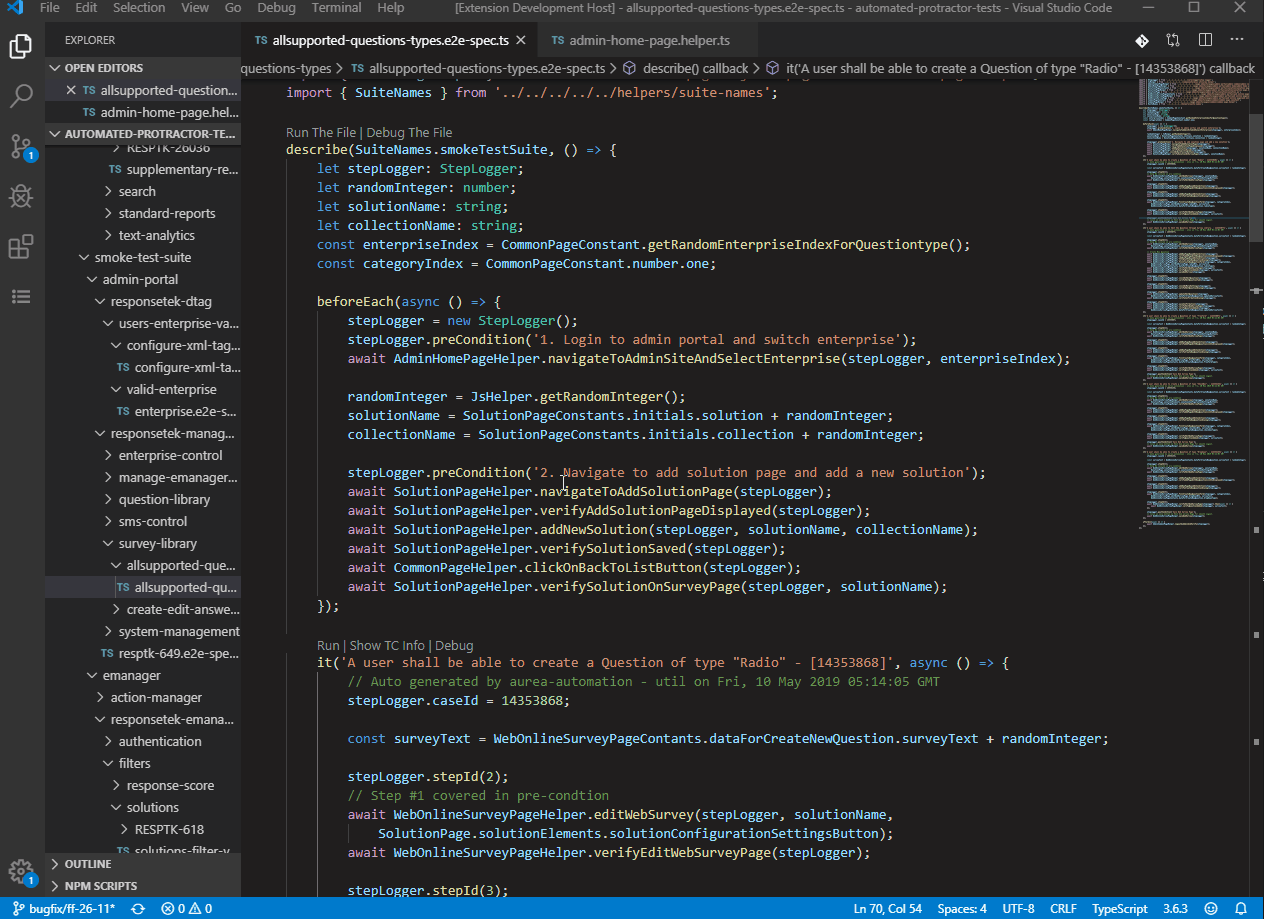 File Edit Selection View Go Debug Terminal Help [Extension Development Host] - allsupported-questions-types.e2e-spec.ts - automated-protractor-tests - Visual Studio Code
EXPLORER
OPEN EDITORS
TS allsupported-question...
TS admin-home-page.hel...
AUTOMATED-PROTRACTOR-TE...
RESPTK-26036
TS supplementary-re...
search
standard-reports
text-analytics
smoke-test-suite
admin-portal
responsetek-dtag
users-enterprise-va...
configure-xml-tag...
TS configure-xml-ta...
valid-enterprise
TS enterprise.e2e-s...
responsetek-manag...
enterprise-control
manage-emanager...
question-library
sms-control
survey-library
allsupported-que...
TS allsupported-qu...
create-edit-answe...
system-management
TS resptk-649.e2e-spe...
emanager
action-manager
responsetek-emana...
authentication
filters
response-score
solutions
RESPTK-618
TS solutions-filter-v
OUTLINE
NPM SCRIPTS
1
1
TS allsupported-questions-types.e2e-spec.ts TS admin-home-page.helper.ts
questions-types > TS allsupported-questions-types.e2e-spec.ts > describe() callback > it('A user shall be able to create a Question of type "Radio" - [14353868]') callback
import { SuiteNames } from '../../../../../helpers/suite-names';
Run The File | Debug The File
describe(SuiteNames.smokeTestSuite, () => {
let stepLogger: StepLogger;
let randomInteger: number;
let solutionName: string;
let collectionName: string;
const enterpriseIndex = CommonPageConstant.getRandomEnterpriseIndexForQuestiontype();
const categoryIndex = CommonPageConstant.number.one;
beforeEach(async () => {
stepLogger = new StepLogger();
stepLogger.preCondition('1. Login to admin portal and switch enterprise');
await AdminHomePageHelper.navigateToAdminSiteAndSelectEnterprise(stepLogger, enterpriseIndex);
randomInteger = JsHelper.getRandomInteger();
solutionName = SolutionPageConstants.initials.solution + randomInteger;
collectionName = SolutionPageConstants.initials.collection + randomInteger;
stepLogger.preCondition('2. Navigate to add solution page and add a new solution');
await SolutionPageHelper.navigateToAddSolutionPage(stepLogger);
await SolutionPageHelper.verifyAddSolutionPageDisplayed(stepLogger);
await SolutionPageHelper.addNewSolution(stepLogger, solutionName, collectionName);
await SolutionPageHelper.verifySolutionSaved(stepLogger);
await CommonPageHelper.clickOnBackToListButton(stepLogger);
await SolutionPageHelper.verifySolutionOnSurveyPage(stepLogger, solutionName);
});
Run | Show TC Info | Debug
it('A user shall be able to create a Question of type "Radio" - [14353868]', async () => {
// Auto generated by aurea-automation - util on Fri, 10 May 2019 05:14:05 GMT
stepLogger.caseId = 14353868;
const surveyText = WebOnlineSurveyPageContants.dataForCreateNewQuestion.surveyText + randomInteger;
stepLogger.stepId(2);
// Step #1 covered in pre-condtion
await WebOnlineSurveyPageHelper.editWebSurvey(stepLogger, solutionName,
SolutionPage.solutionElements.solutionConfigurationSettingsButton);
await WebOnlineSurveyPageHelper.verifyEditWebSurveyPage(stepLogger);
stepLogger.stepId(3);
bugfix/ff-26-11* 0 0 Ln 70, Col 54 Spaces: 4 UTF-8 CRLF TypeScript 3.6.3